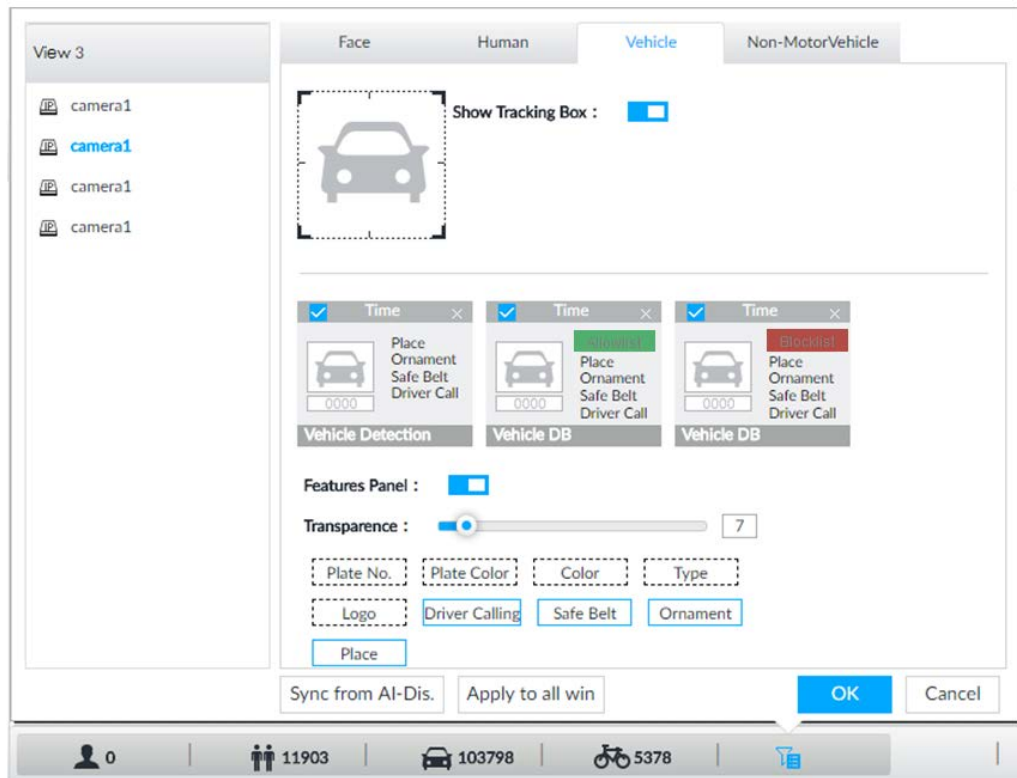 View 3
Face Human Vehicle Non-MotorVehicle
camera1
camera1
camera1
camera1
Show Tracking Box :
Time
Place
Ornament
Safe Belt
Driver Call
0000
Vehicle Detection
Time
Allowlist
Place
Ornament
Safe Belt
Driver Call
0000
Vehicle DB
Time
Blocklist
Place
Ornament
Safe Belt
Driver Call
0000
Vehicle DB
Features Panel :
Transparence : 7
Plate No. Plate Color Color Type
Logo Driver Calling Safe Belt Ornament
Place
Sync from AI-Dis. Apply to all win OK Cancel
0 11903 103798 5378